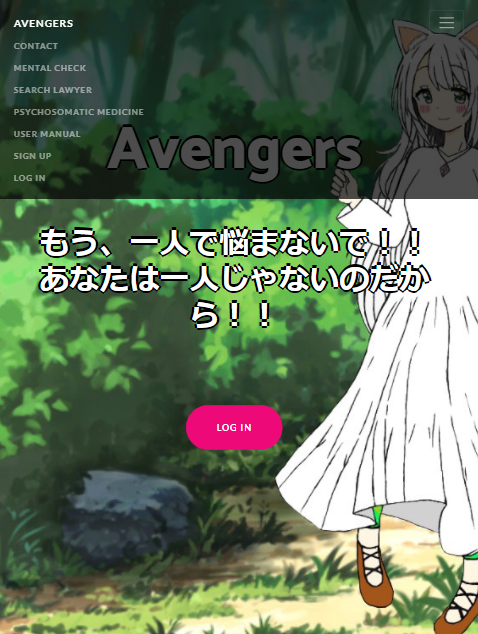 AVENGERS
CONTACT
MENTAL CHECK
SEARCH LAWYER
PSYCHOSOMATIC MEDICINE
USER MANUAL
SIGN UP
LOG IN
Avengers
もう、一人で悩まないで！！
あなたは一人じゃないのだか
ら！！
LOG IN